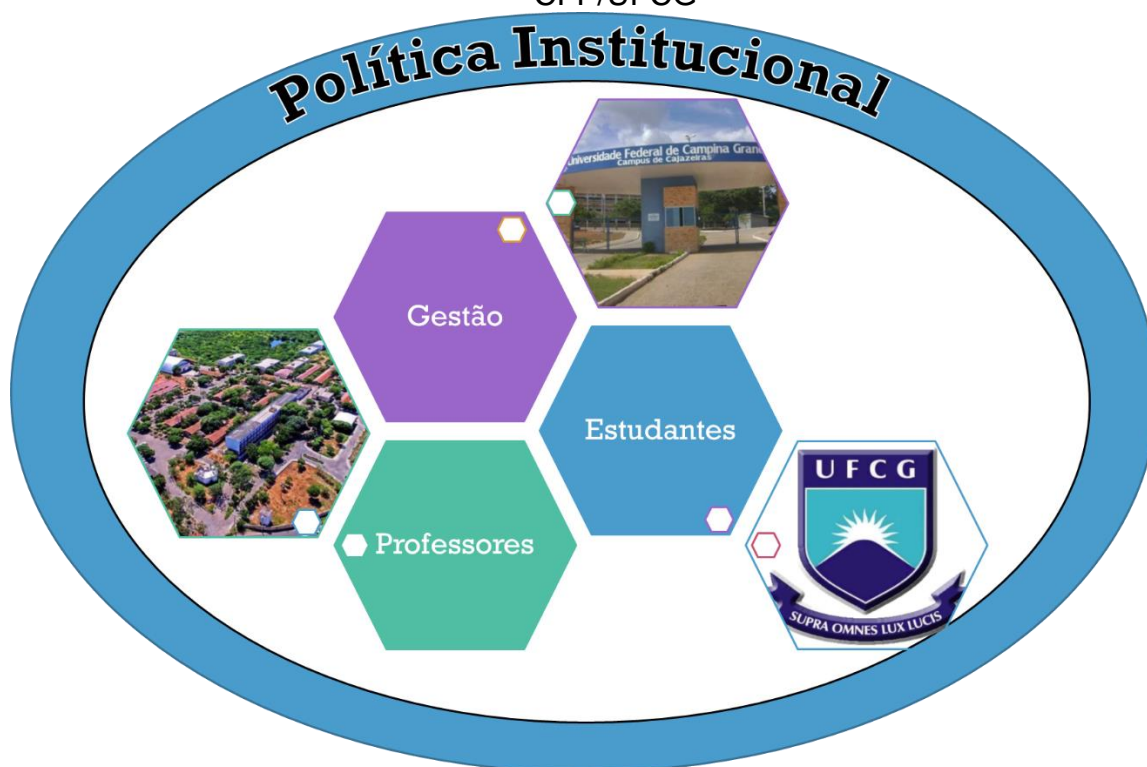 Política Institucional
Universidade Federal de Campina Grande
Campus de Cajazeiras
Gestão
Estudantes
UFCG
Professores
SUPRA OMNES LUX LUCIS